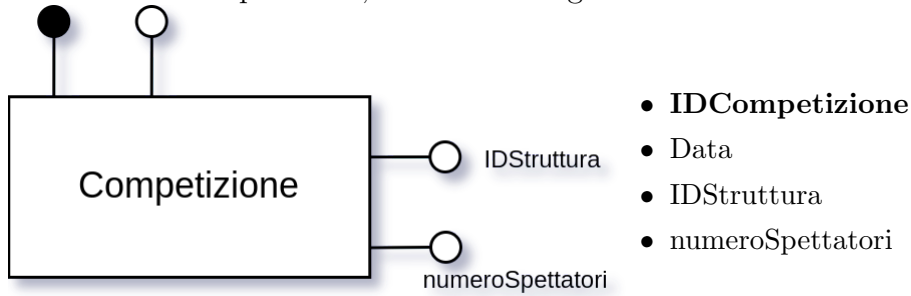 Competizione
IDStruttura
numeroSpettatori
• IDCompetizione
• Data
• IDStruttura
• numeroSpettatori